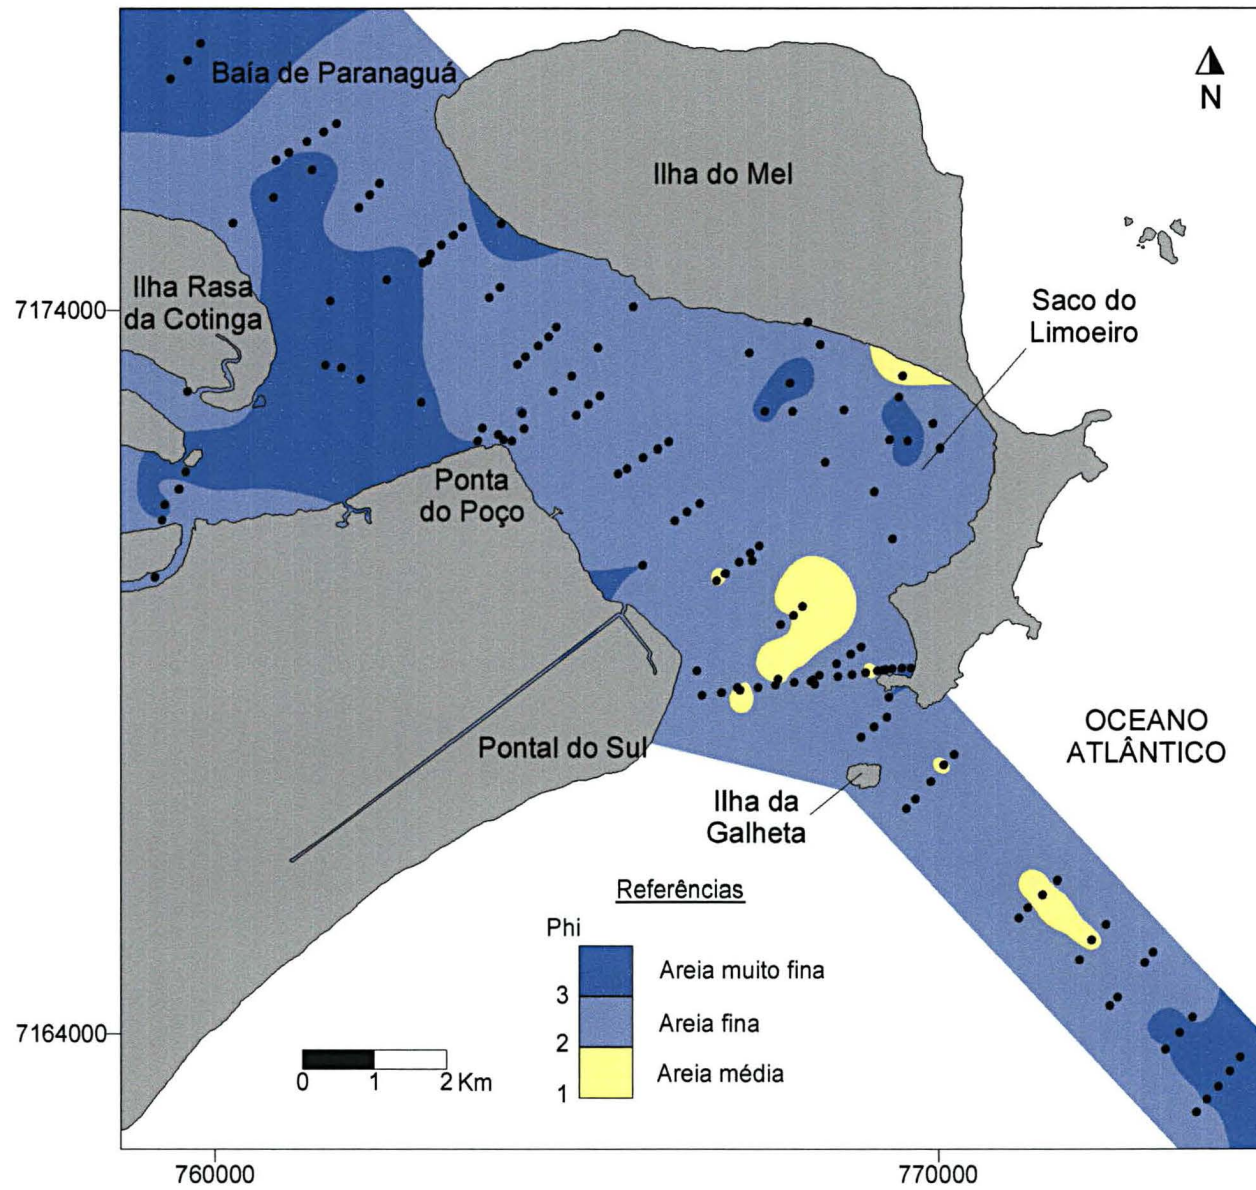 Baía de Paranaguá
N
Ilha do Mel
Ilha Rasa
da Cotinga
7174000
Saco do
Limoeiro
Ponta
do Poço
Pontal do Sul
OCEANO
ATLÂNTICO
Ilha da
Galheta
Referências
Phi
Areia muito fina
3
Areia fina
2
Areia média
1
7164000
0 1 2 Km
760000 770000